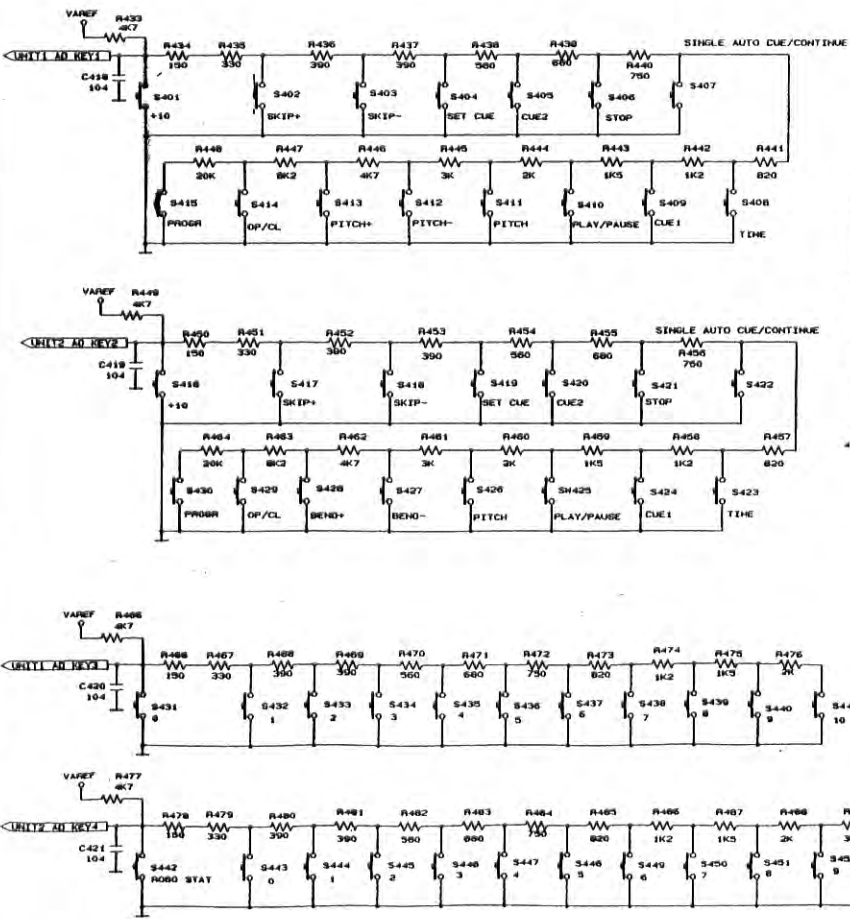 VAREF R433
4K7
UNIT1 AD KEY1
R434 R435 R436 R437 R438 R439 SINGLE AUTO CUE/CONTINUE
150 330 390 390 560 680 R440
750
C418
104
S401 S402 S403 S404 S405 S406 S407
+10 SKIP+ SKIP- SET CUE CUE2 STOP
R448 R447 R446 R445 R444 R443 R442 R441
20K 8K2 4K7 3K 2K 1K5 1K2 820
S415 S414 S413 S412 S411 S410 S409 S408
PROGR OP/CL PITCH+ PITCH- PITCH PLAY/PAUSE CUE1 TIME
VAREF R449
4K7
UNIT2 AD KEY2
R450 R451 R452 R453 R454 R455 SINGLE AUTO CUE/CONTINUE
150 330 390 390 560 680 R456
750
C419
104
S416 S417 S418 S419 S420 S421 S422
+10 SKIP+ SKIP- SET CUE CUE2 STOP
R464 R463 R462 R461 R460 R459 R458 R457
20K 8K2 4K7 3K 2K 1K5 1K2 820
S430 S429 S428 S427 S426 SW425 S424 S423
PROGR OP/CL BEND+ BEND- PITCH PLAY/PAUSE CUE1 TIME
VAREF
4K7
UNIT1 AD KEY3
R466 R467 R468 R469 R470 R471 R472 R473 R474 R475 R476
150 330 390 390 560 680 750 820 1K2 1K5 2K
C420
104
S431 S432 S433 S434 S435 S436 S437 S438 S439 S440
0 1 2 3 4 5 6 7 8 9 10
VAREF R477
4K7
UNIT2 AD KEY4
R478 R479 R480 R481 R482 R483 R484 R485 R486 R487 R488
150 330 390 390 560 680 750 820 1K2 1K5 2K
C421
104
S442 S443 S444 S445 S446 S447 S448 S449 S450 S451
ROBO STAT 0 1 2 3 4 5 6 7 8 9